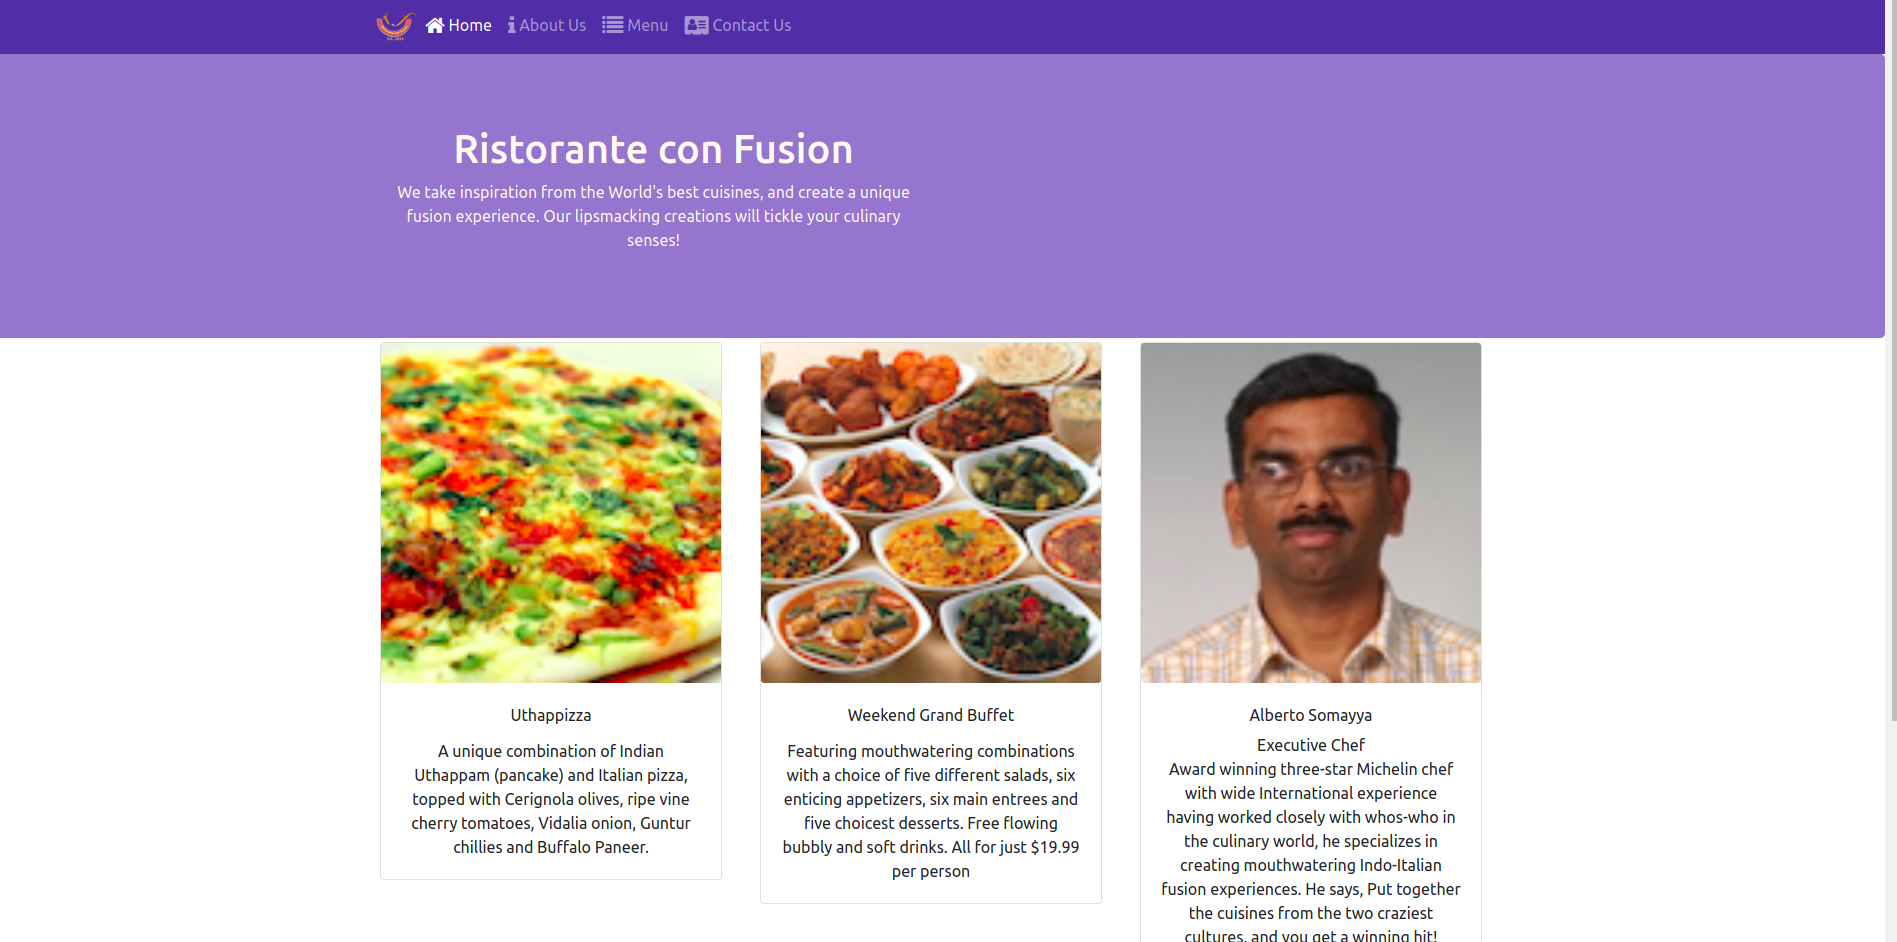 Home About Us Menu Contact Us
Ristorante con Fusion
We take inspiration from the World's best cuisines, and create a unique
fusion experience. Our lipsmacking creations will tickle your culinary
senses!
Uthappizza
A unique combination of Indian
Uthappam (pancake) and Italian pizza,
topped with Cerignola olives, ripe vine
cherry tomatoes, Vidalia onion, Guntur
chillies and Buffalo Paneer.
Weekend Grand Buffet
Featuring mouthwatering combinations
with a choice of five different salads, six
enticing appetizers, six main entrees and
five choicest desserts. Free flowing
bubbly and soft drinks. All for just $19.99
per person
Alberto Somayya
Executive Chef
Award winning three-star Michelin chef
with wide International experience
having worked closely with whos-who in
the culinary world, he specializes in
creating mouthwatering Indo-Italian
fusion experiences. He says, Put together
the cuisines from the two craziest
cultures, and you get a winning hit!